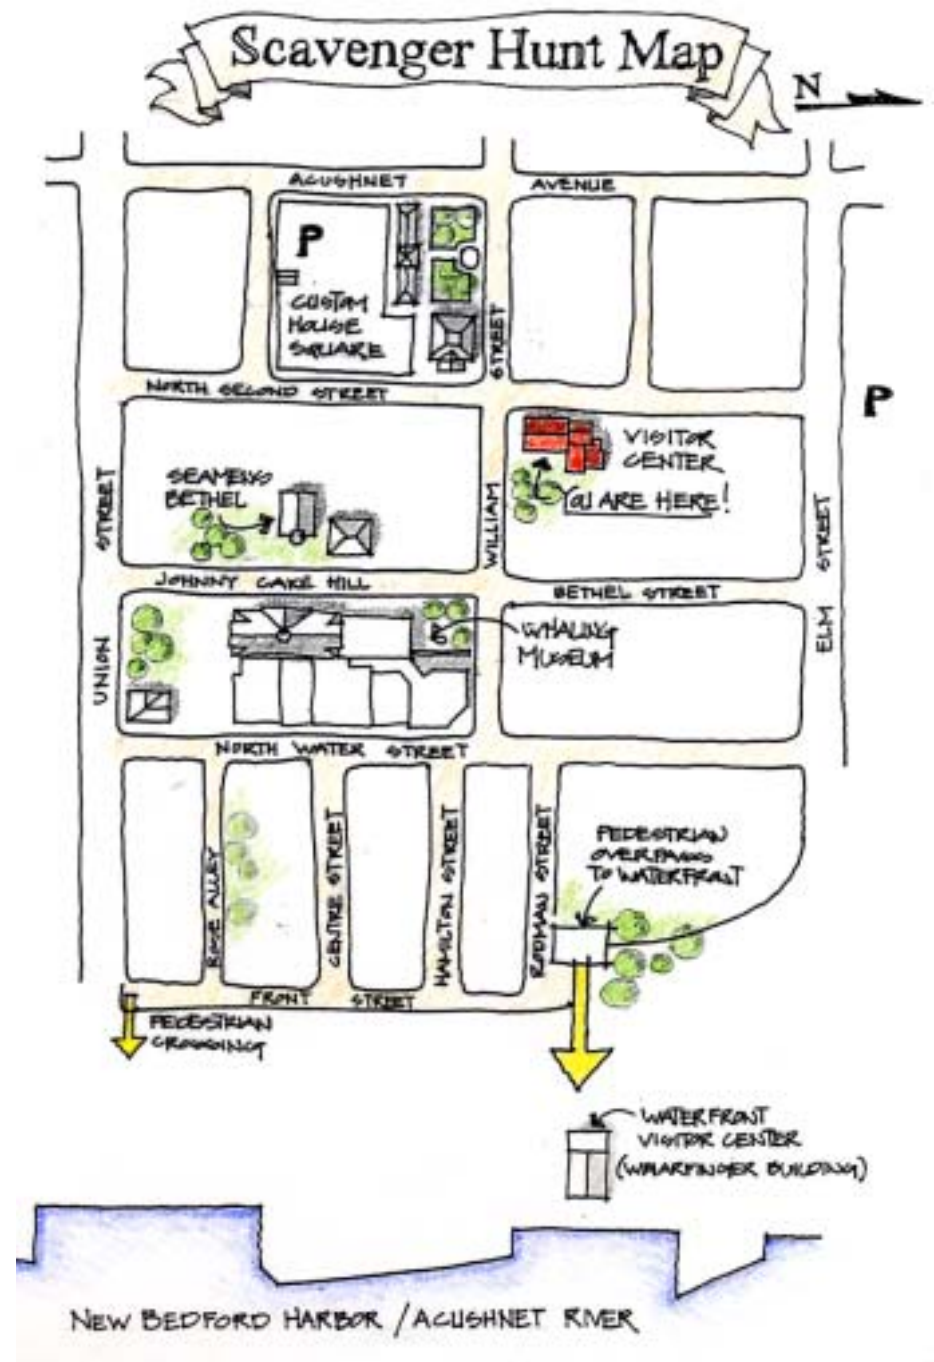 Scavenger Hunt Map
N
ACUSHNET AVENUE
P
CUSTOM
HOUSE
SQUARE
STREET
NORTH SECOND STREET
P
VISITOR
CENTER
YOU ARE HERE!
SEAMENS
BETHEL
STREET
WILLIAM
STREET
JOHNNY CAKE HILL
BETHEL STREET
WHALING
MUSEUM
ELM
UNION
NORTH WATER STREET
ROSE ALLEY
CENTRE STREET
HAMILTON STREET
RODMAN STREET
PEDESTRIAN
OVERPASS
TO WATERFRONT
FRONT STREET
PEDESTRIAN
CROSSING
WATERFRONT
VISITOR CENTER
(WHARFINGER BUILDING)
NEW BEDFORD HARBOR / ACUSHNET RIVER